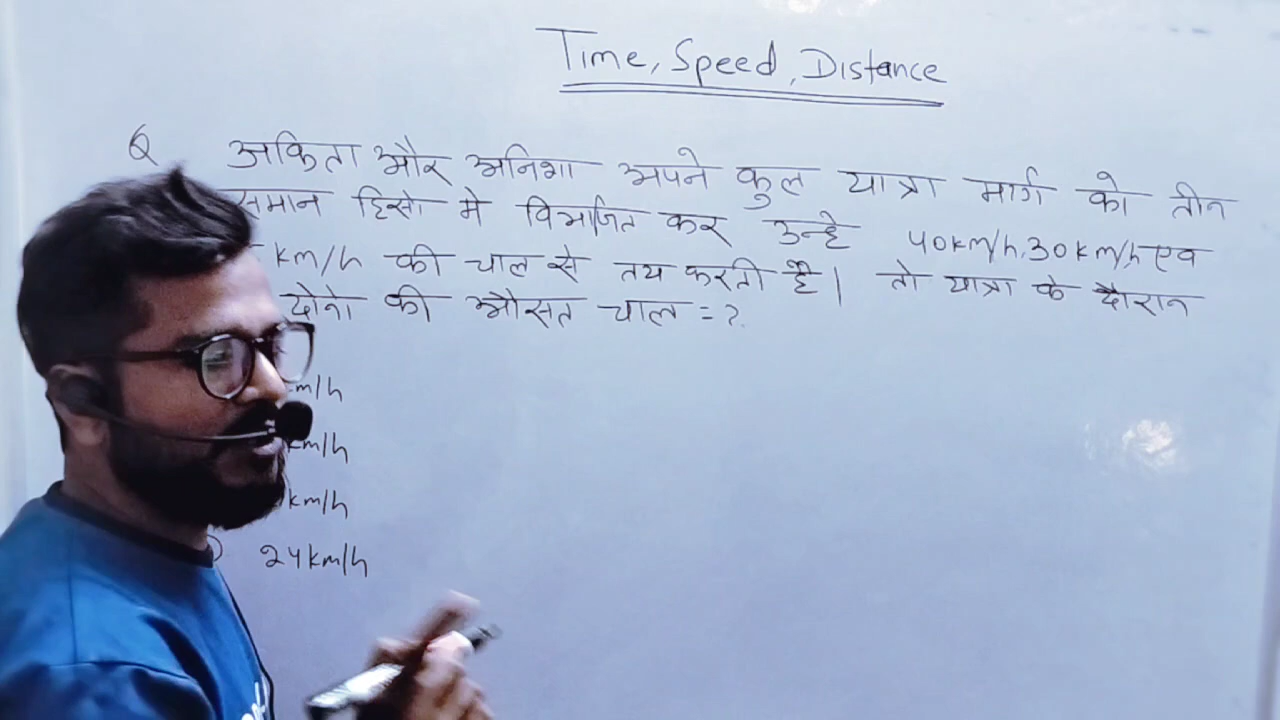 Time, Speed, Distance
Q अकिता और अनिशा अपने कुल यात्रा मार्ग को तीन
समान हिस्सो मे विभाजित कर उन्हे 40km/h, 30km/h एव
km/h की चाल से तय करती है। तो यात्रा के दौरान
दोनो की औसत चाल = ?
km/h
km/h
km/h
24km/h